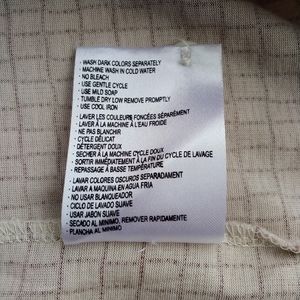 · WASH DARK COLORS SEPARATELY
· MACHINE WASH IN COLD WATER
· NO BLEACH
· USE GENTLE CYCLE
· USE MILD SOAP
· TUMBLE DRY LOW REMOVE PROMPTLY
· USE COOL IRON
· LAVER LES COULEURS FONCÉES SÉPARÉMENT
· LAVER À LA MACHINE À L'EAU FROIDE
· NE PAS BLANCHIR
· CYCLE DÉLICAT
· DÉTERGENT DOUX
· SECHER À LA MACHINE CYCLE DOUX
· SORTIR IMMÉDIATEMENT À LA FIN DU CYCLE DE LAVAGE
· REPASSAGE À BASSE TEMPÉRATURE
· LAVAR COLORES OSCUROS SEPARADAMENT
· LAVAR A MAQUINA EN AGUA FRIA
· NO USAR BLANQUEADOR
· CICLO DE LAVADO SUAVE
· USAR JABON SUAVE
· SECADO AL MINIMO, REMOVER RAPIDAMENTE
· PLANCHA AL MINIMO